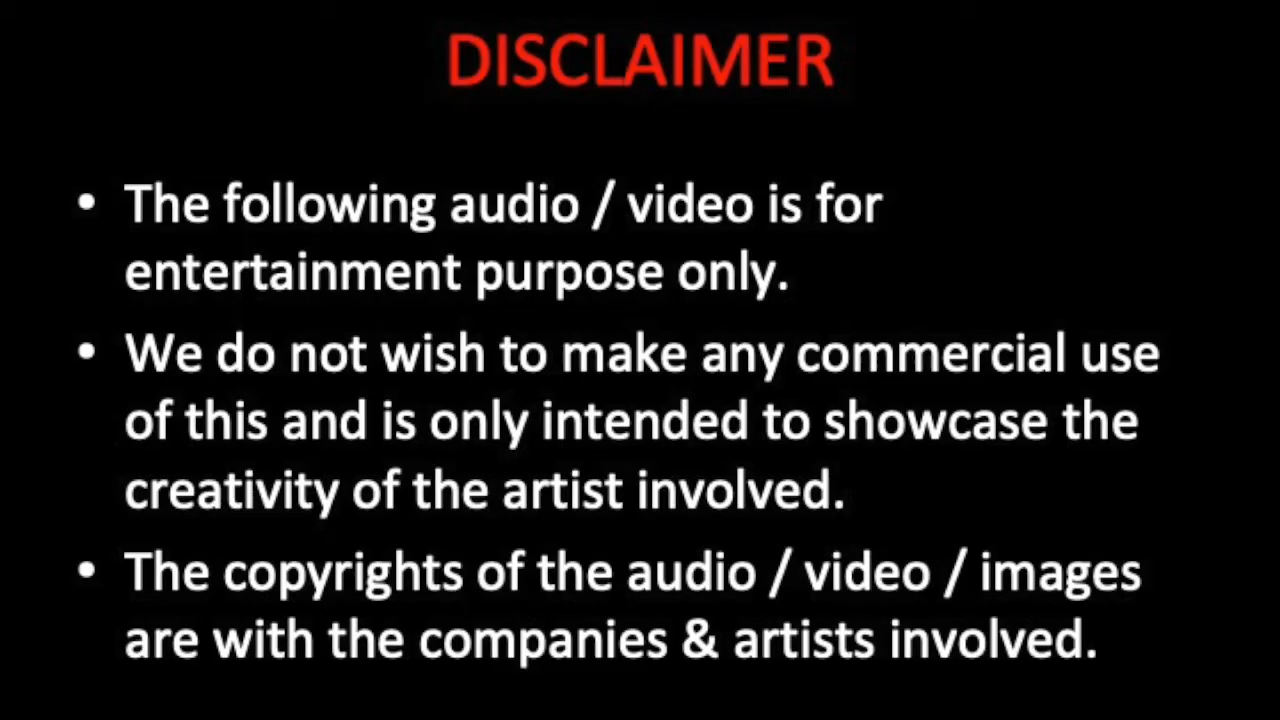 DISCLAIMER
• The following audio / video is for
entertainment purpose only.
• We do not wish to make any commercial use
of this and is only intended to showcase the
creativity of the artist involved.
• The copyrights of the audio / video / images
are with the companies & artists involved.